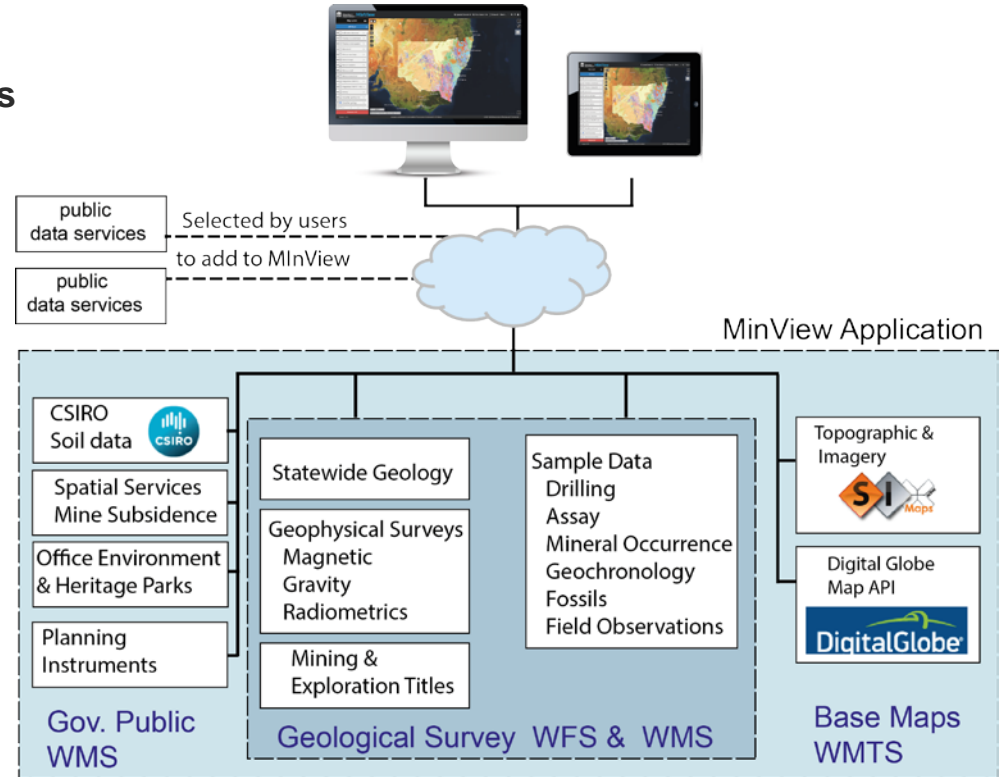 s
public
data services
Selected by users
to add to MInView
public
data services
MinView Application
CSIRO
Soil data
CSIRO
Spatial Services
Mine Subsidence
Office Environment
& Heritage Parks
Planning
Instruments
Gov. Public
WMS
Statewide Geology
Geophysical Surveys
Magnetic
Gravity
Radiometrics
Mining &
Exploration Titles
Sample Data
Drilling
Assay
Mineral Occurrence
Geochronology
Fossils
Field Observations
Geological Survey WFS & WMS
Topographic &
Imagery
SIX
Maps
Digital Globe
Map API
DigitalGlobe
Base Maps
WMTS